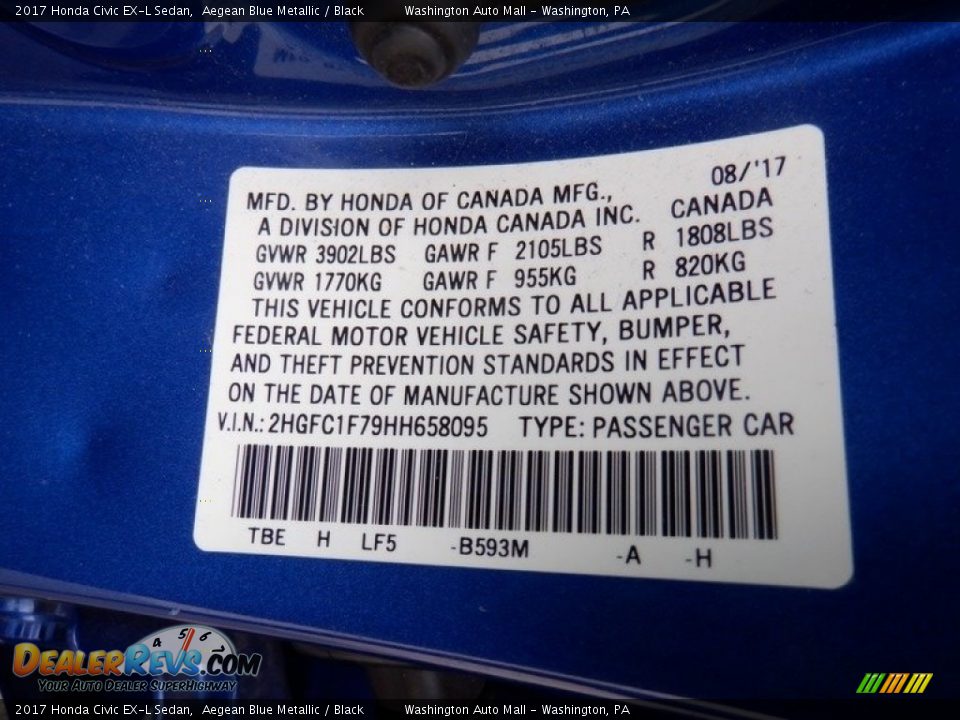 2017 Honda Civic EX-L Sedan, Aegean Blue Metallic / Black Washington Auto Mall - Washington, PA
08/'17
MFD. BY HONDA OF CANADA MFG.,
A DIVISION OF HONDA CANADA INC. CANADA
GVWR 3902LBS GAWR F 2105LBS R 1808LBS
GVWR 1770KG GAWR F 955KG R 820KG
THIS VEHICLE CONFORMS TO ALL APPLICABLE
FEDERAL MOTOR VEHICLE SAFETY, BUMPER,
AND THEFT PREVENTION STANDARDS IN EFFECT
ON THE DATE OF MANUFACTURE SHOWN ABOVE.
V.I.N.: 2HGFC1F79HH658095 TYPE: PASSENGER CAR
TBE H LF5 -B593M -A -H
4 5 6
DEALERREVS.COM
YOUR AUTO DEALER SUPERHIGHWAY
2017 Honda Civic EX-L Sedan, Aegean Blue Metallic / Black Washington Auto Mall - Washington, PA